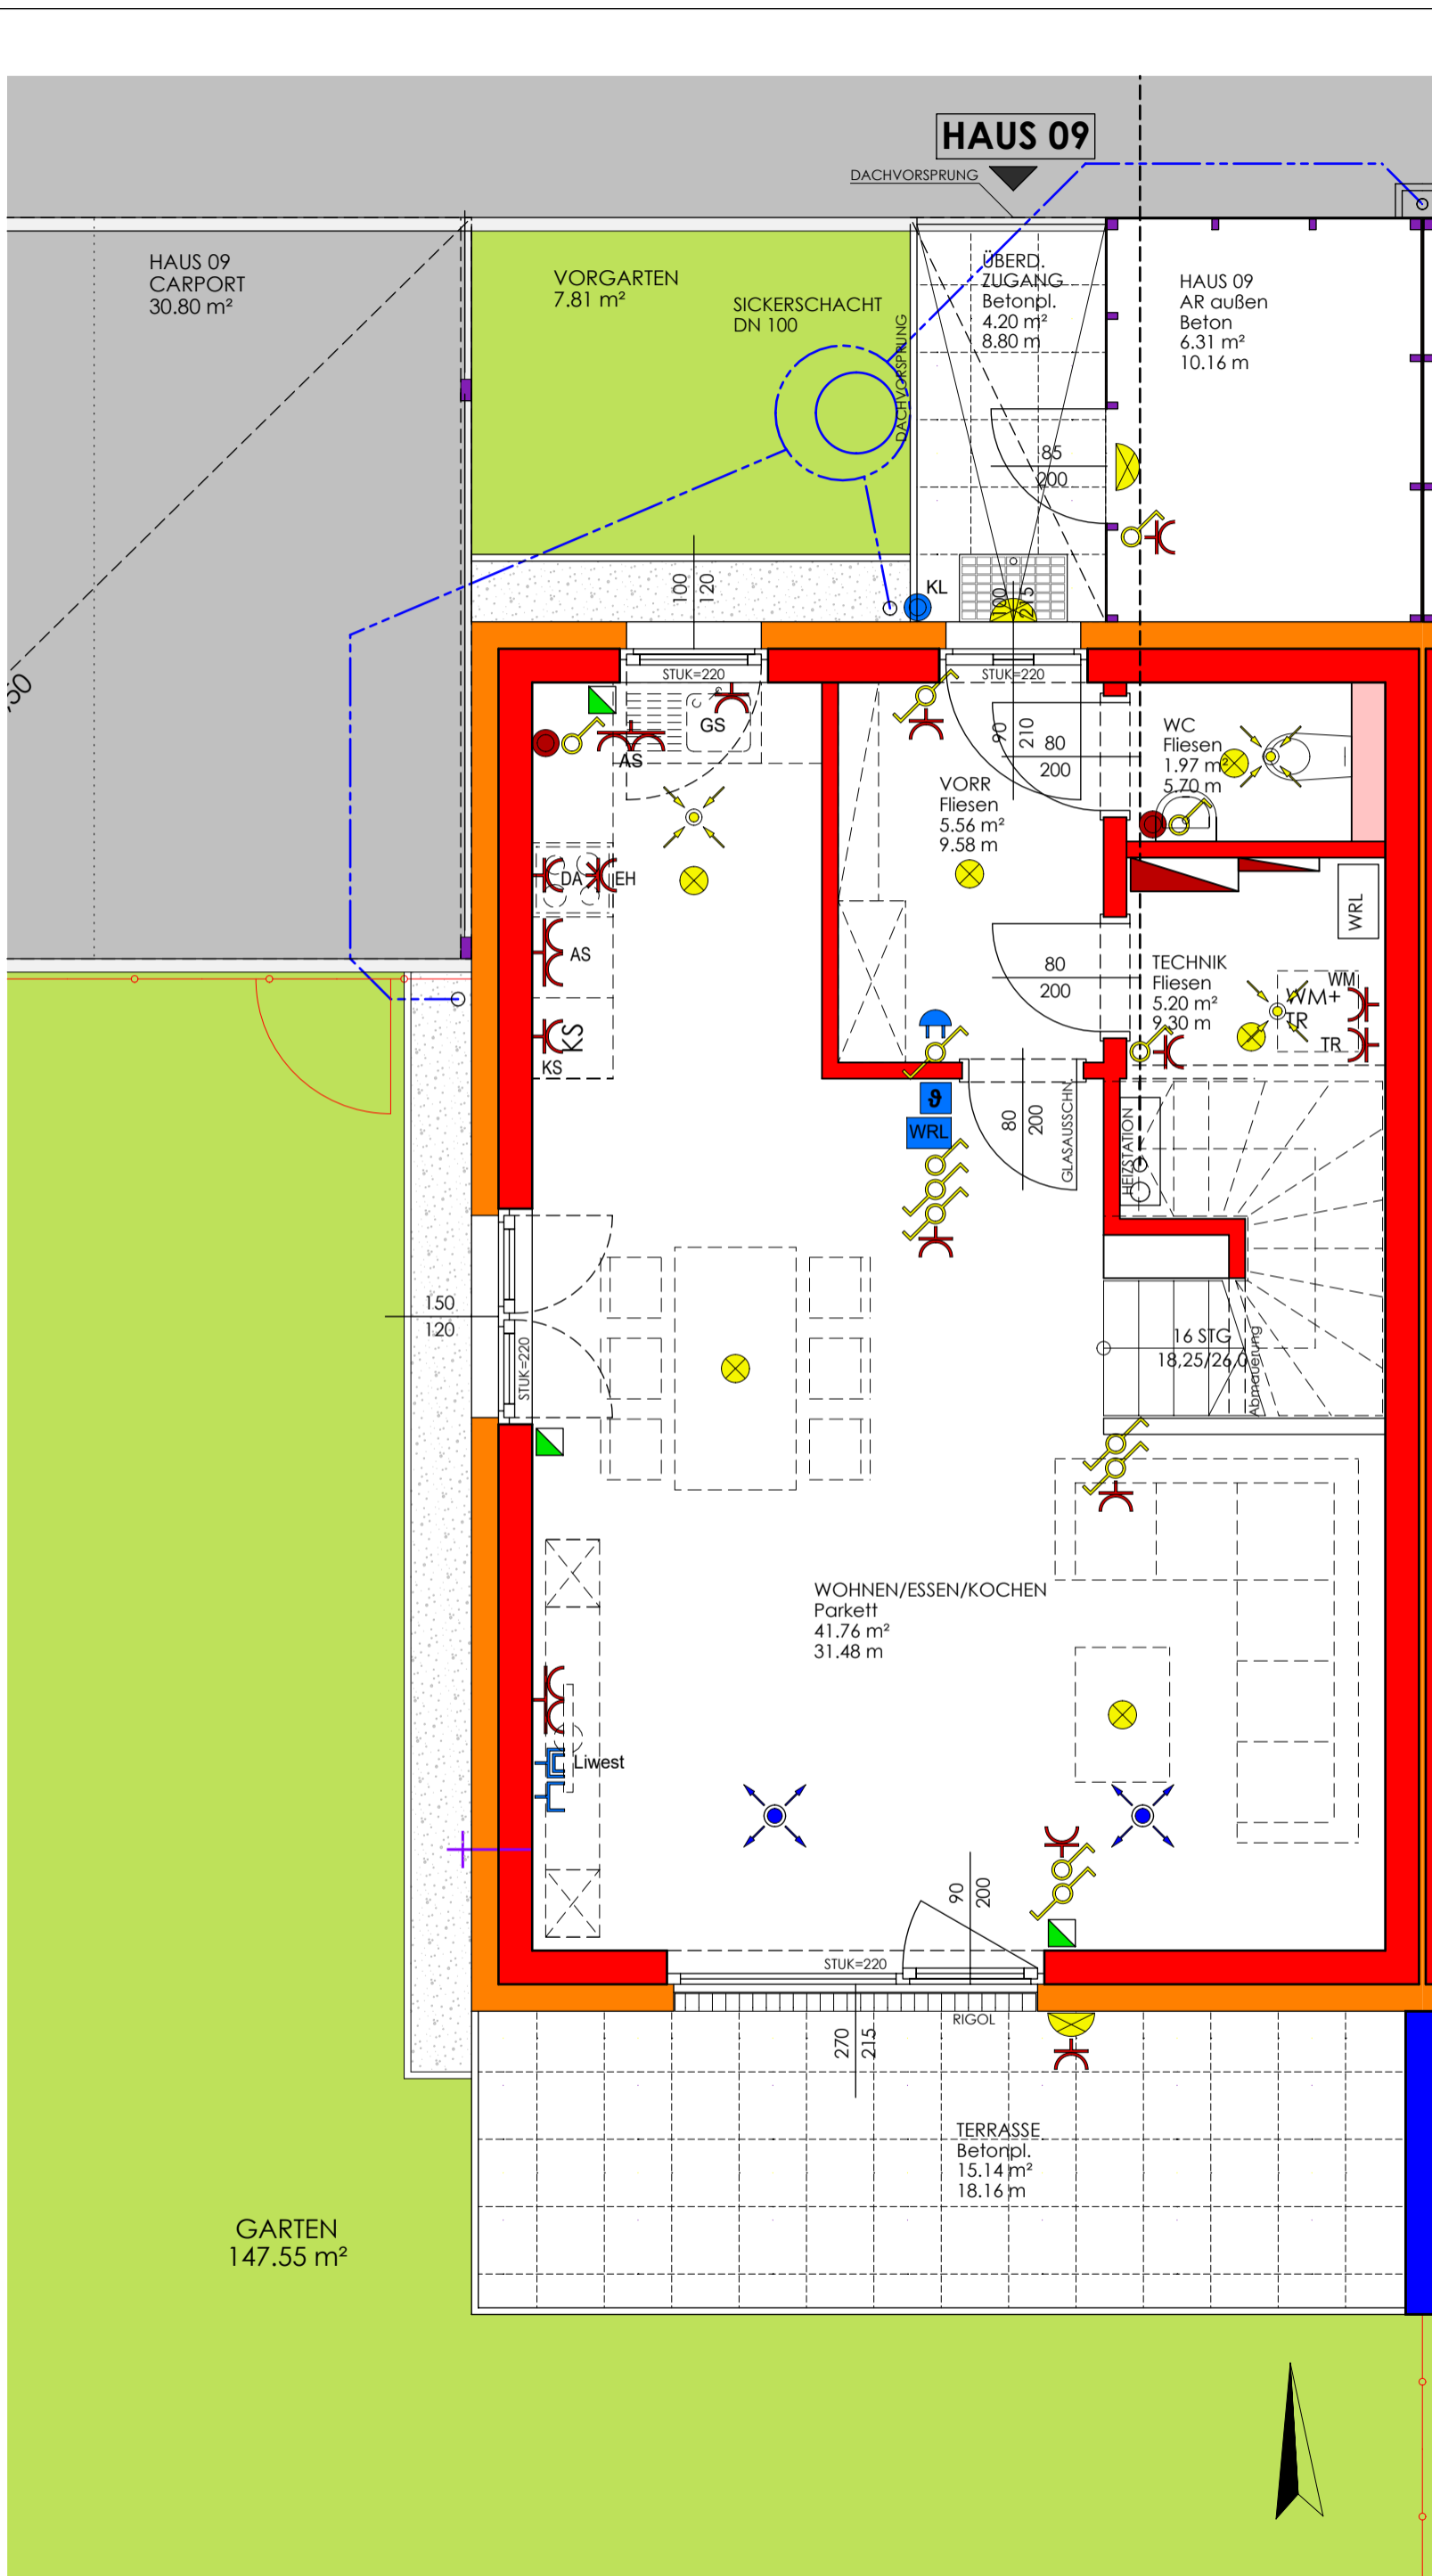 HAUS 09
DACHVORSPRUNG
HAUS 09
CARPORT
30.80 m²
VORGARTEN
7.81 m²
SICKERSCHACHT
DN 100
DACHVORSPRUNG
ÜBERD.
ZUGANG
Betonpl.
4.20 m²
8.80 m
HAUS 09
AR außen
Beton
6.31 m²
10.16 m
85
200
100
120
KL
100
215
STUK=220
STUK=220
GS
AS
90
210
80
200
WC
Fliesen
1.97 m²
5.70 m
VORR
Fliesen
5.56 m²
9.58 m
DA
EH
AS
KS
KS
WRL
80
200
TECHNIK
Fliesen
5.20 m²
9.30 m
WM
WM+
TR
TR
ϑ
WRL
80
200
GLASAUSSCHN.
HEIZSTATION
150
120
STUK=220
16 STG
18,25/26,0
Abmauerung
WOHNEN/ESSEN/KOCHEN
Parkett
41.76 m²
31.48 m
Liwest
90
200
STUK=220
RIGOL
270
215
TERRASSE
Betonpl.
15.14 m²
18.16 m
GARTEN
147.55 m²